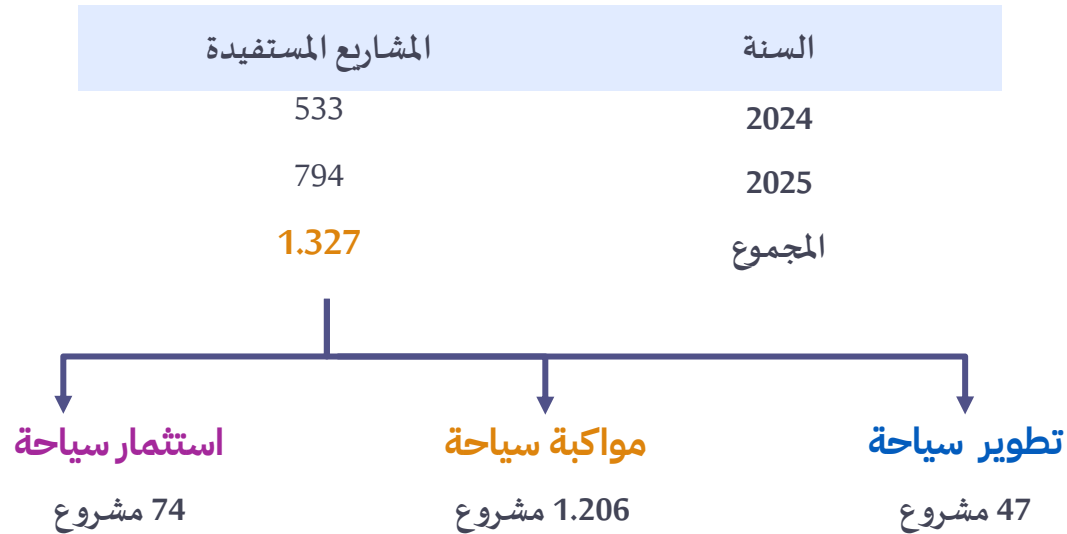 السنة المشاريع المستفيدة
2024 533
2025 794
المجموع 1.327
تطوير سياحة مواكبة سياحة استثمار سياحة
47 مشروع 1.206 مشروع 74 مشروع